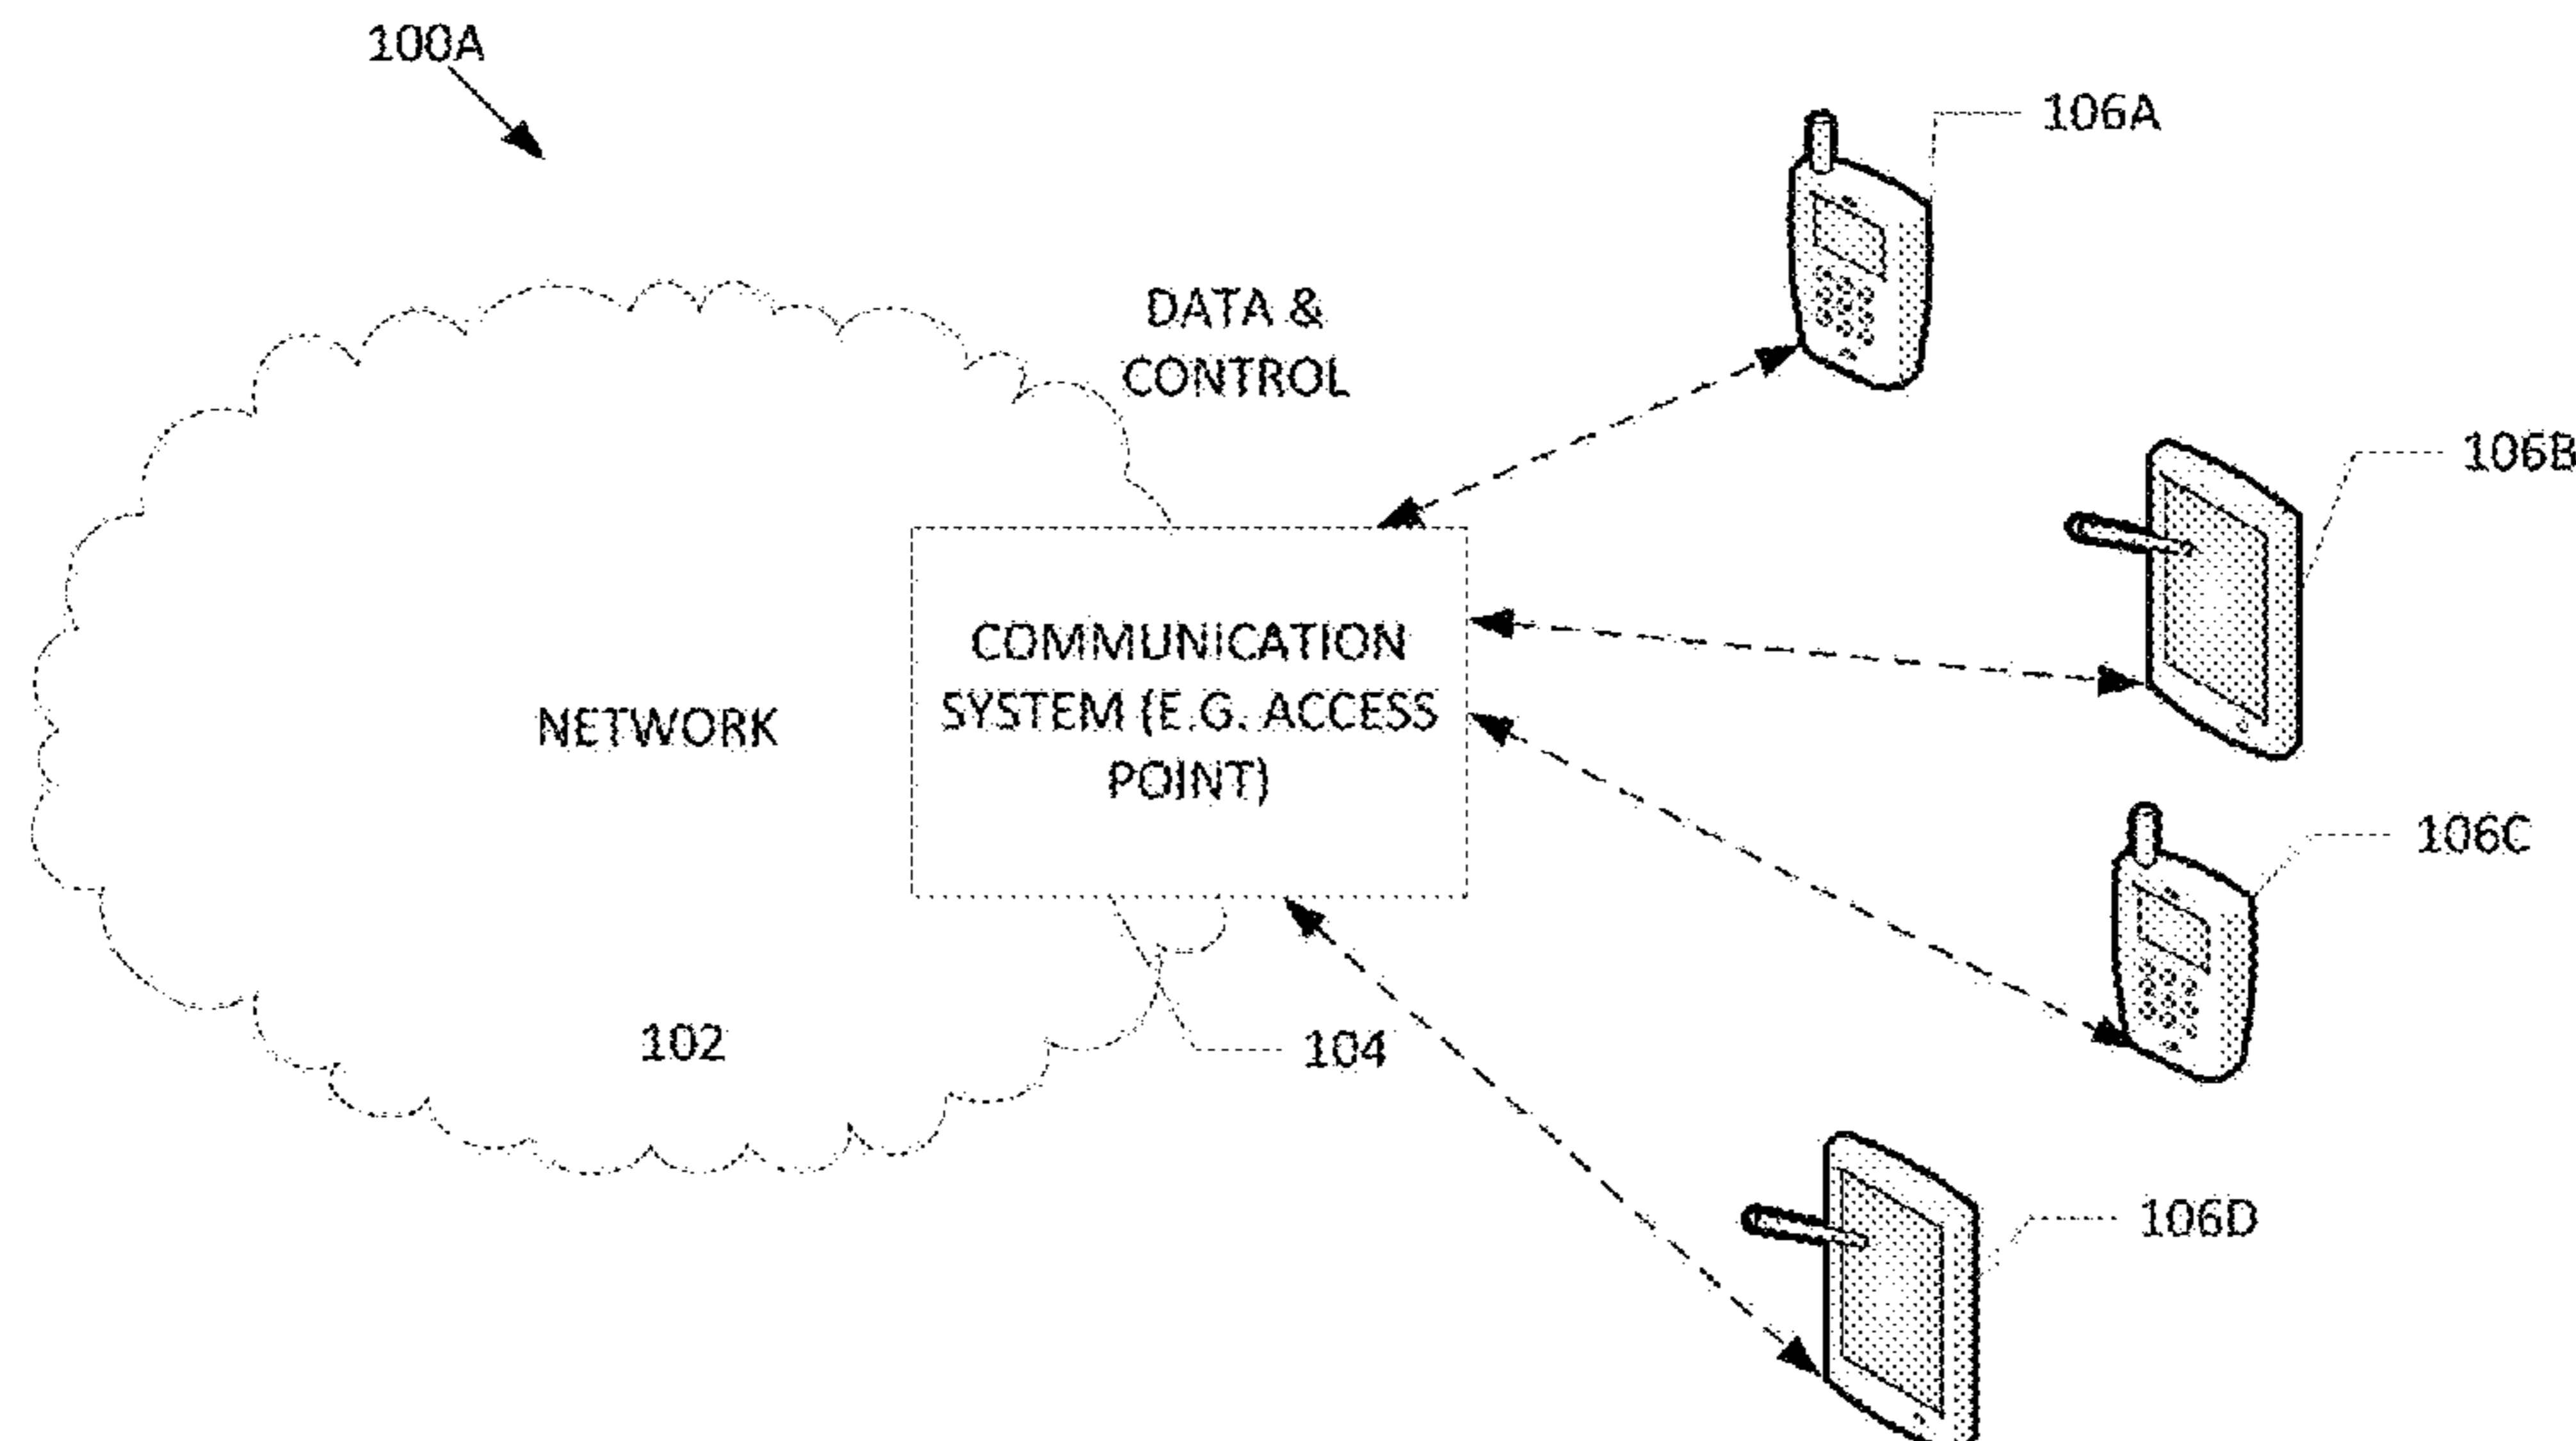 100A
106A
DATA &
CONTROL
106B
COMMUNICATION
SYSTEM (E.G. ACCESS
POINT)
NETWORK
106C
102
104
106D